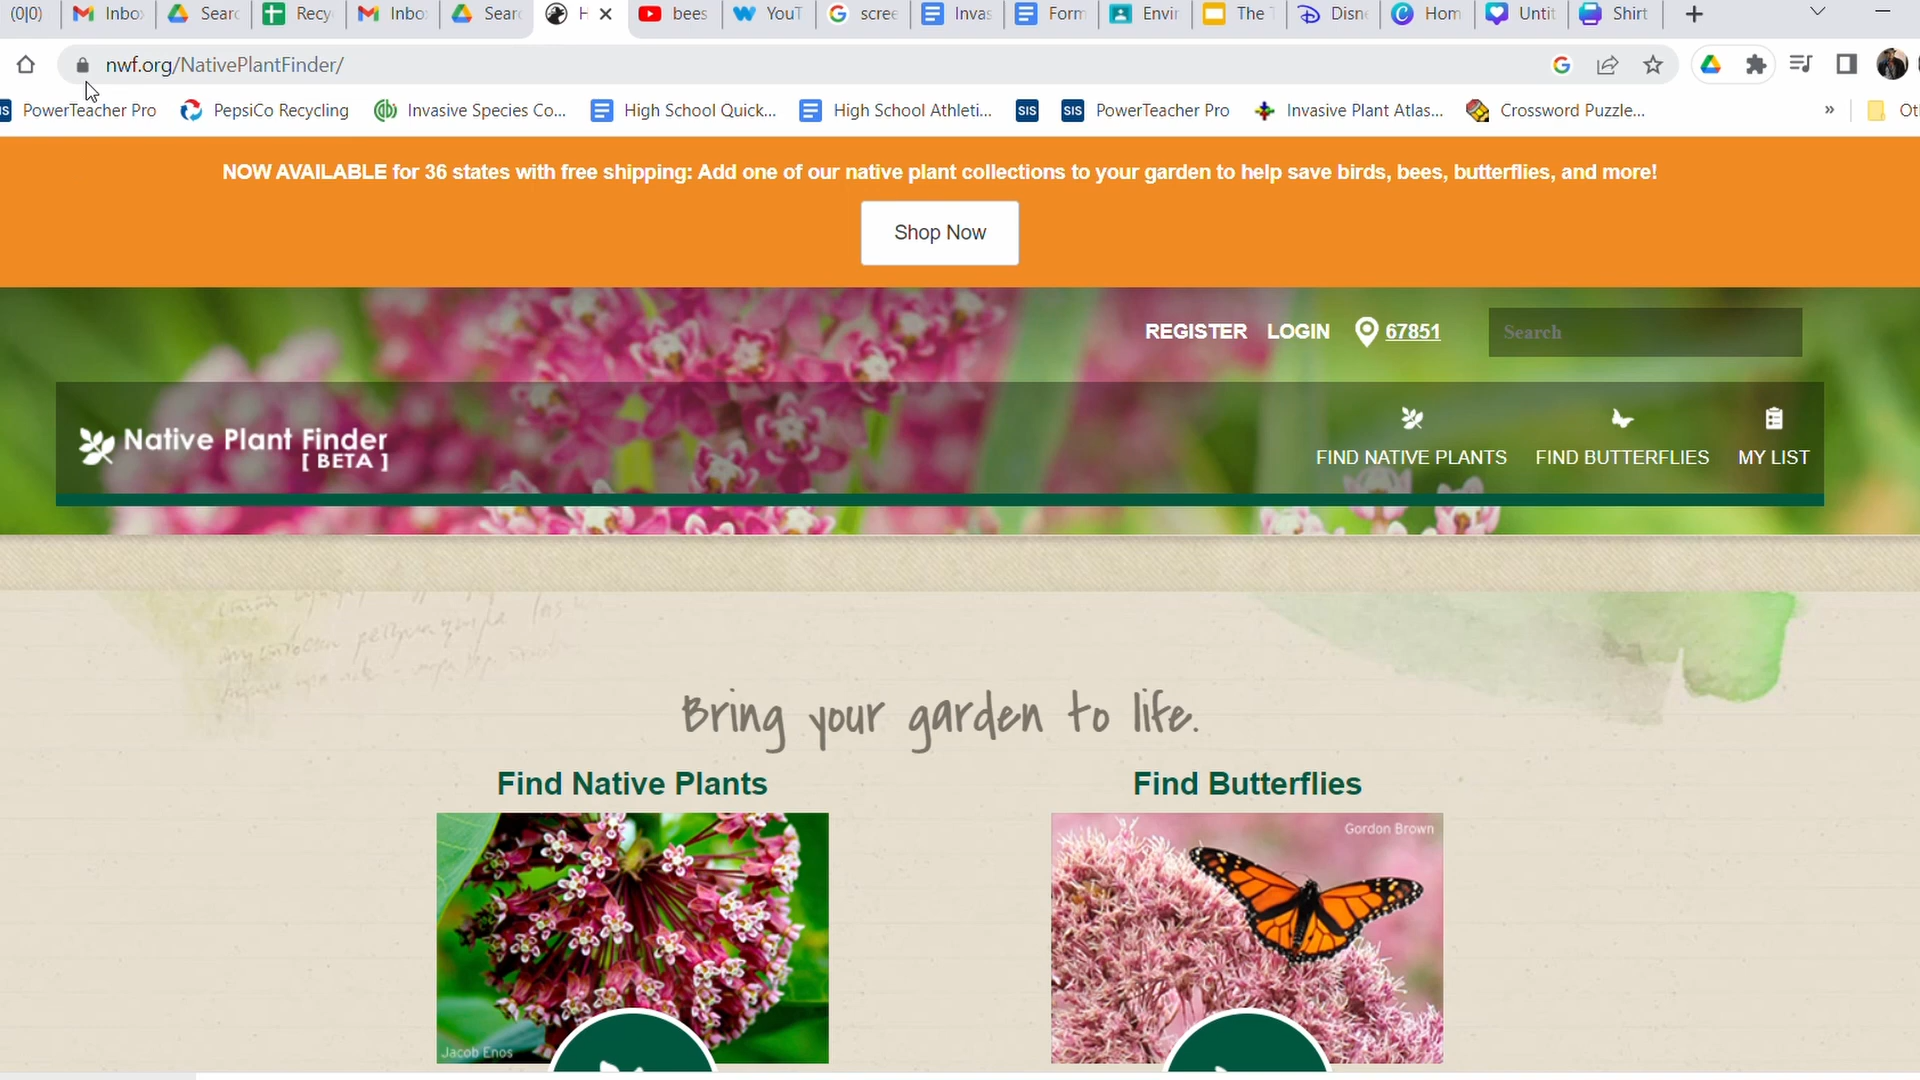 (0|0) Inbo Searc Recy Inbo Searc H bees YouT scree Invas Form Envir The T Disne Hom Untit Shirt
nwf.org/NativePlantFinder/
PowerTeacher Pro PepsiCo Recycling Invasive Species Co... High School Quick... High School Athleti... SIS SIS PowerTeacher Pro Invasive Plant Atlas... Crossword Puzzle... » Ot
NOW AVAILABLE for 36 states with free shipping: Add one of our native plant collections to your garden to help save birds, bees, butterflies, and more!
Shop Now
REGISTER LOGIN 67851 Search
Native Plant Finder
[ BETA ]
FIND NATIVE PLANTS FIND BUTTERFLIES MY LIST
Bring your garden to life.
Find Native Plants Find Butterflies
Gordon Brown
Jacob Enos